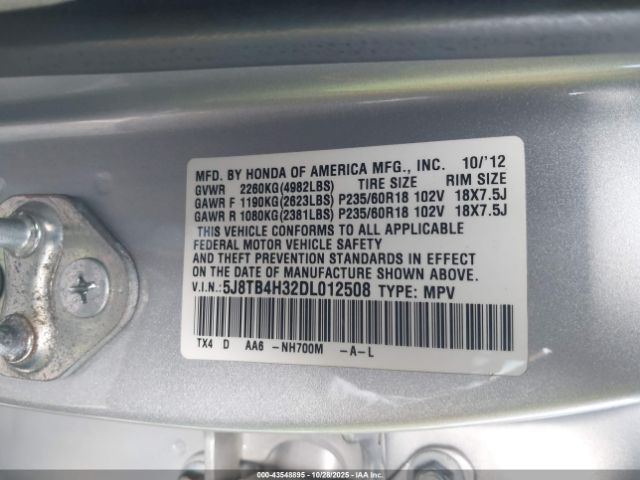 MFD. BY HONDA OF AMERICA MFG., INC. 10/'12
GVWR 2260KG(4982LBS) TIRE SIZE RIM SIZE
GAWR F 1190KG(2623LBS) P235/60R18 102V 18X7.5J
GAWR R 1080KG(2381LBS) P235/60R18 102V 18X7.5J
THIS VEHICLE CONFORMS TO ALL APPLICABLE
FEDERAL MOTOR VEHICLE SAFETY
AND THEFT PREVENTION STANDARDS IN EFFECT
ON THE DATE OF MANUFACTURE SHOWN ABOVE.
V.I.N.:5J8TB4H32DL012508 TYPE: MPV
TX4 D AA6 -NH700M -A-L
000-43548895 - 10/28/2025 - IAAI.COM